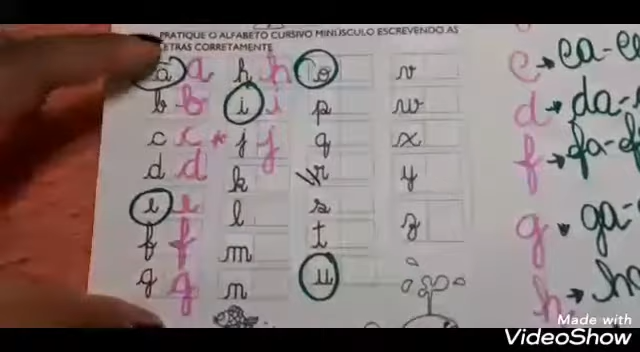 PRATIQUE O ALFABETO CURSIVO MINÚSCULO ESCREVENDO AS
LETRAS CORRETAMENTE
a a h h o v
b b i i p w
c c * j j q x
d d k r y
e e l s z
f f m t
g g n u
c → ca-c
d → da-
f → fa-f
g → ga-
h → h
Made with
VideoShow